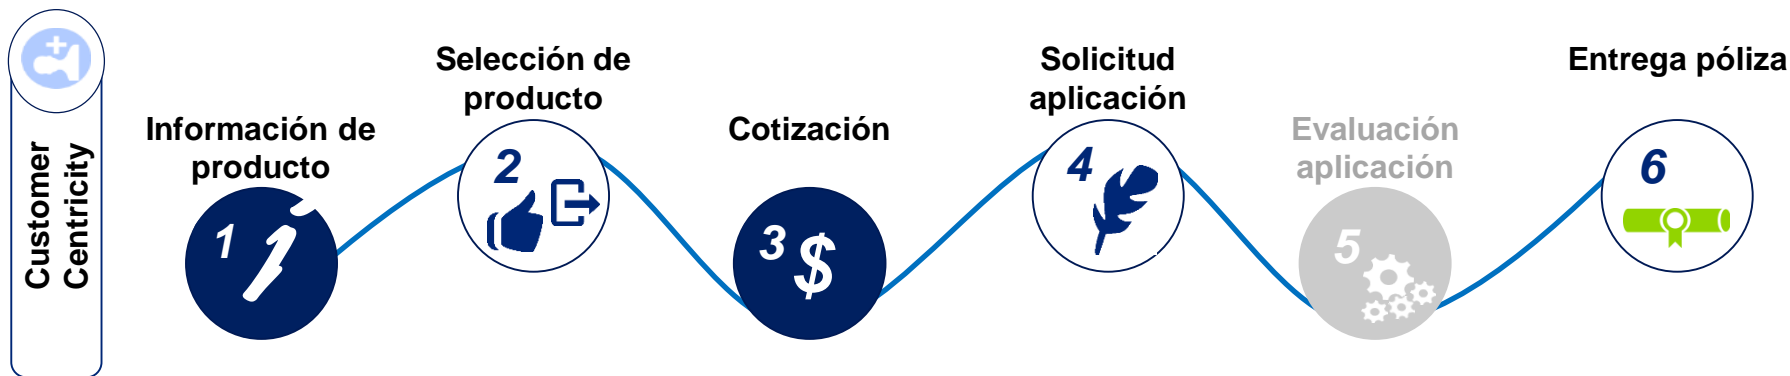 Customer
Centricity
Información de
producto
1
Selección de
producto
2
Cotización
3
$
Solicitud
aplicación
4
Evaluación
aplicación
5
Entrega póliza
6